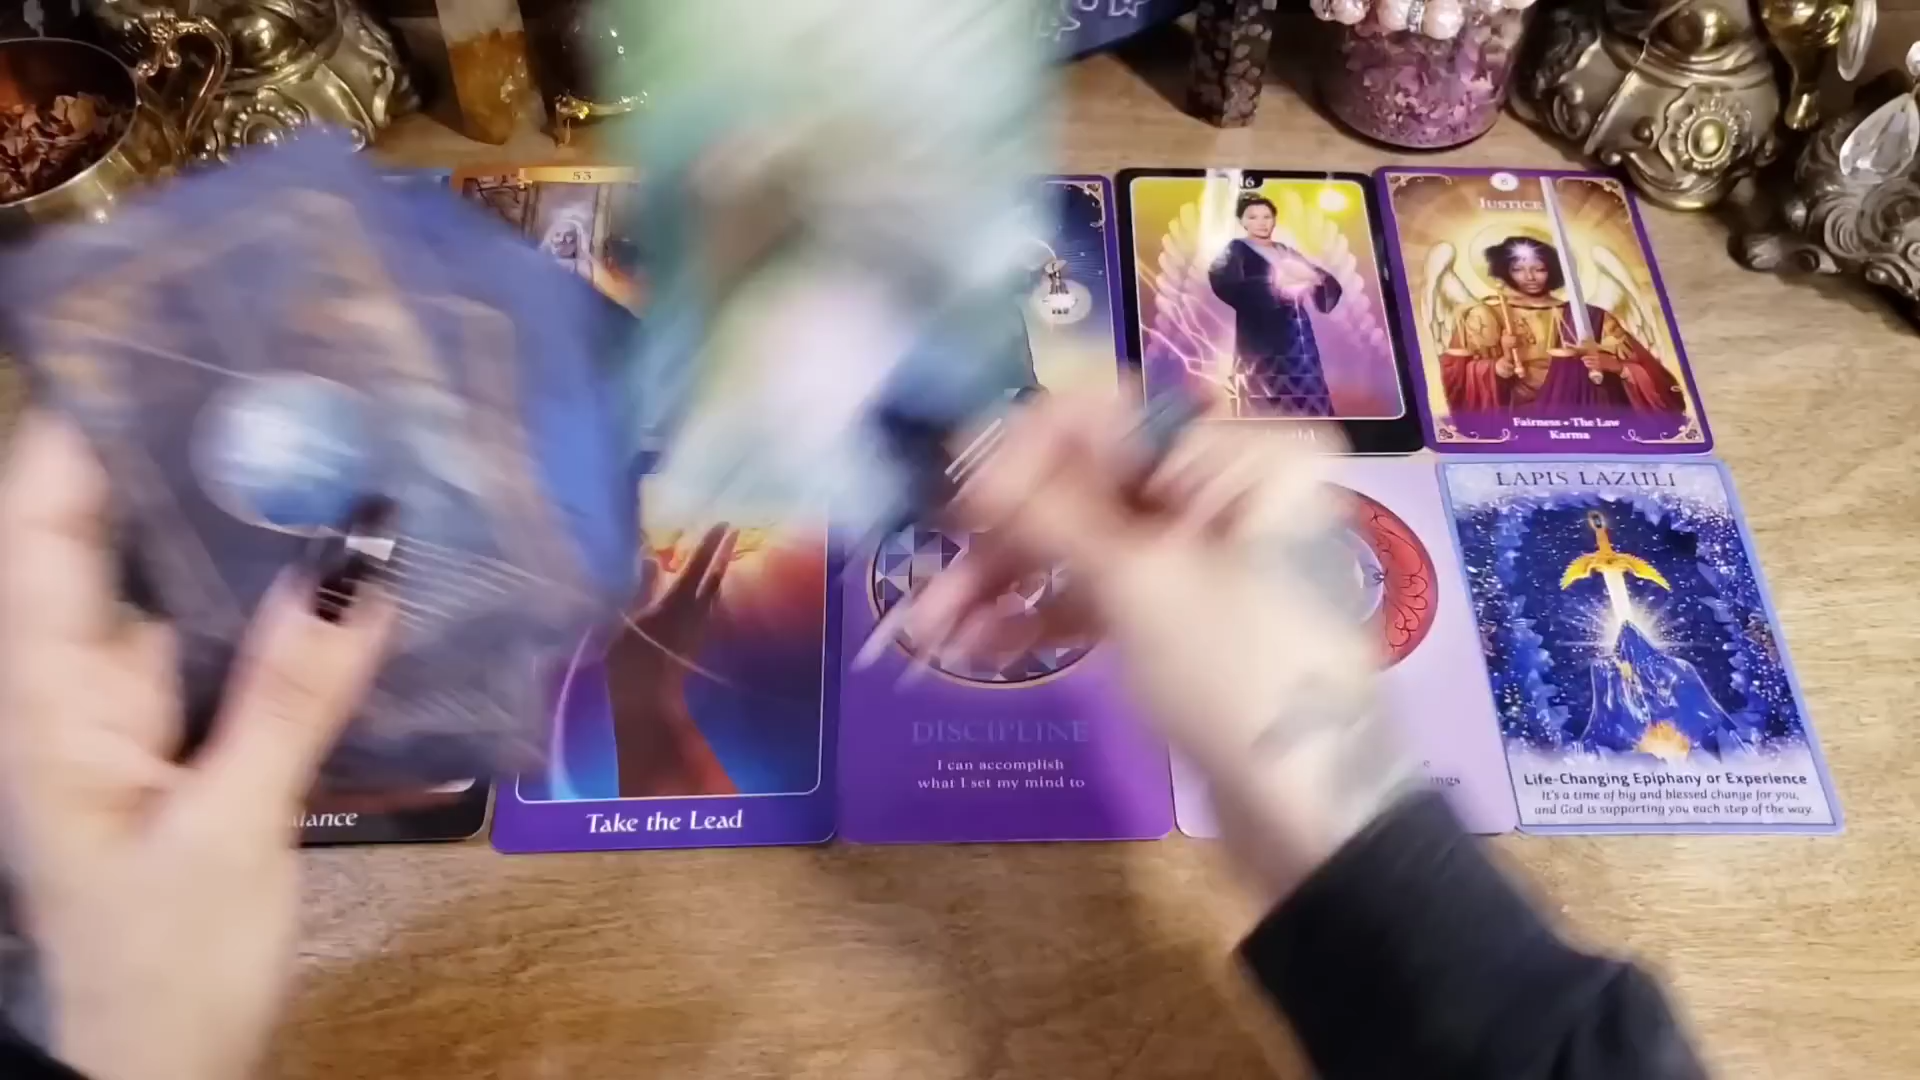 53
16
8
JUSTICE
Fairness • The Law
Karma
Take the Lead
DISCIPLINE
I can accomplish
what I set my mind to
LAPIS LAZULI
Life-Changing Epiphany or Experience
It's a time of big and blessed change for you,
and God is supporting you each step of the way.